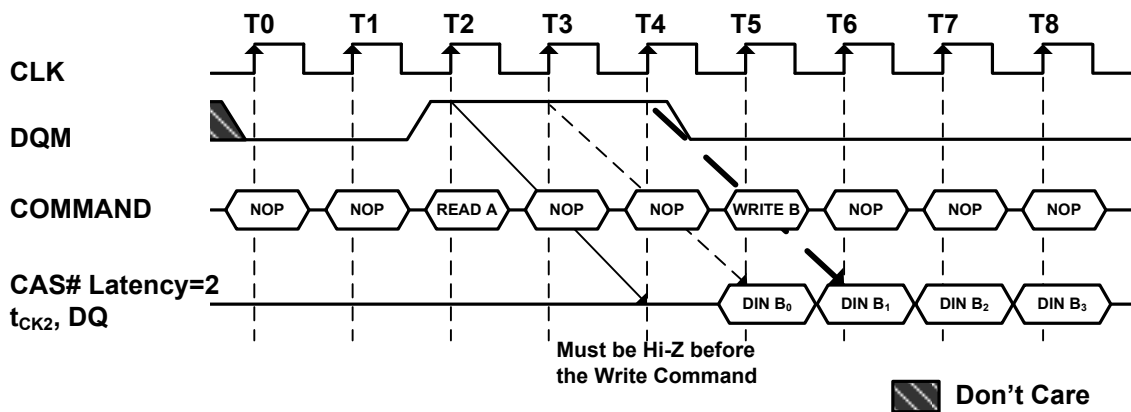 T0 T1 T2 T3 T4 T5 T6 T7 T8
CLK
DQM
COMMAND NOP NOP READ A NOP NOP WRITE B NOP NOP NOP
CAS# Latency=2
tCK2, DQ DIN B0 DIN B1 DIN B2 DIN B3
Must be Hi-Z before
the Write Command
Don't Care